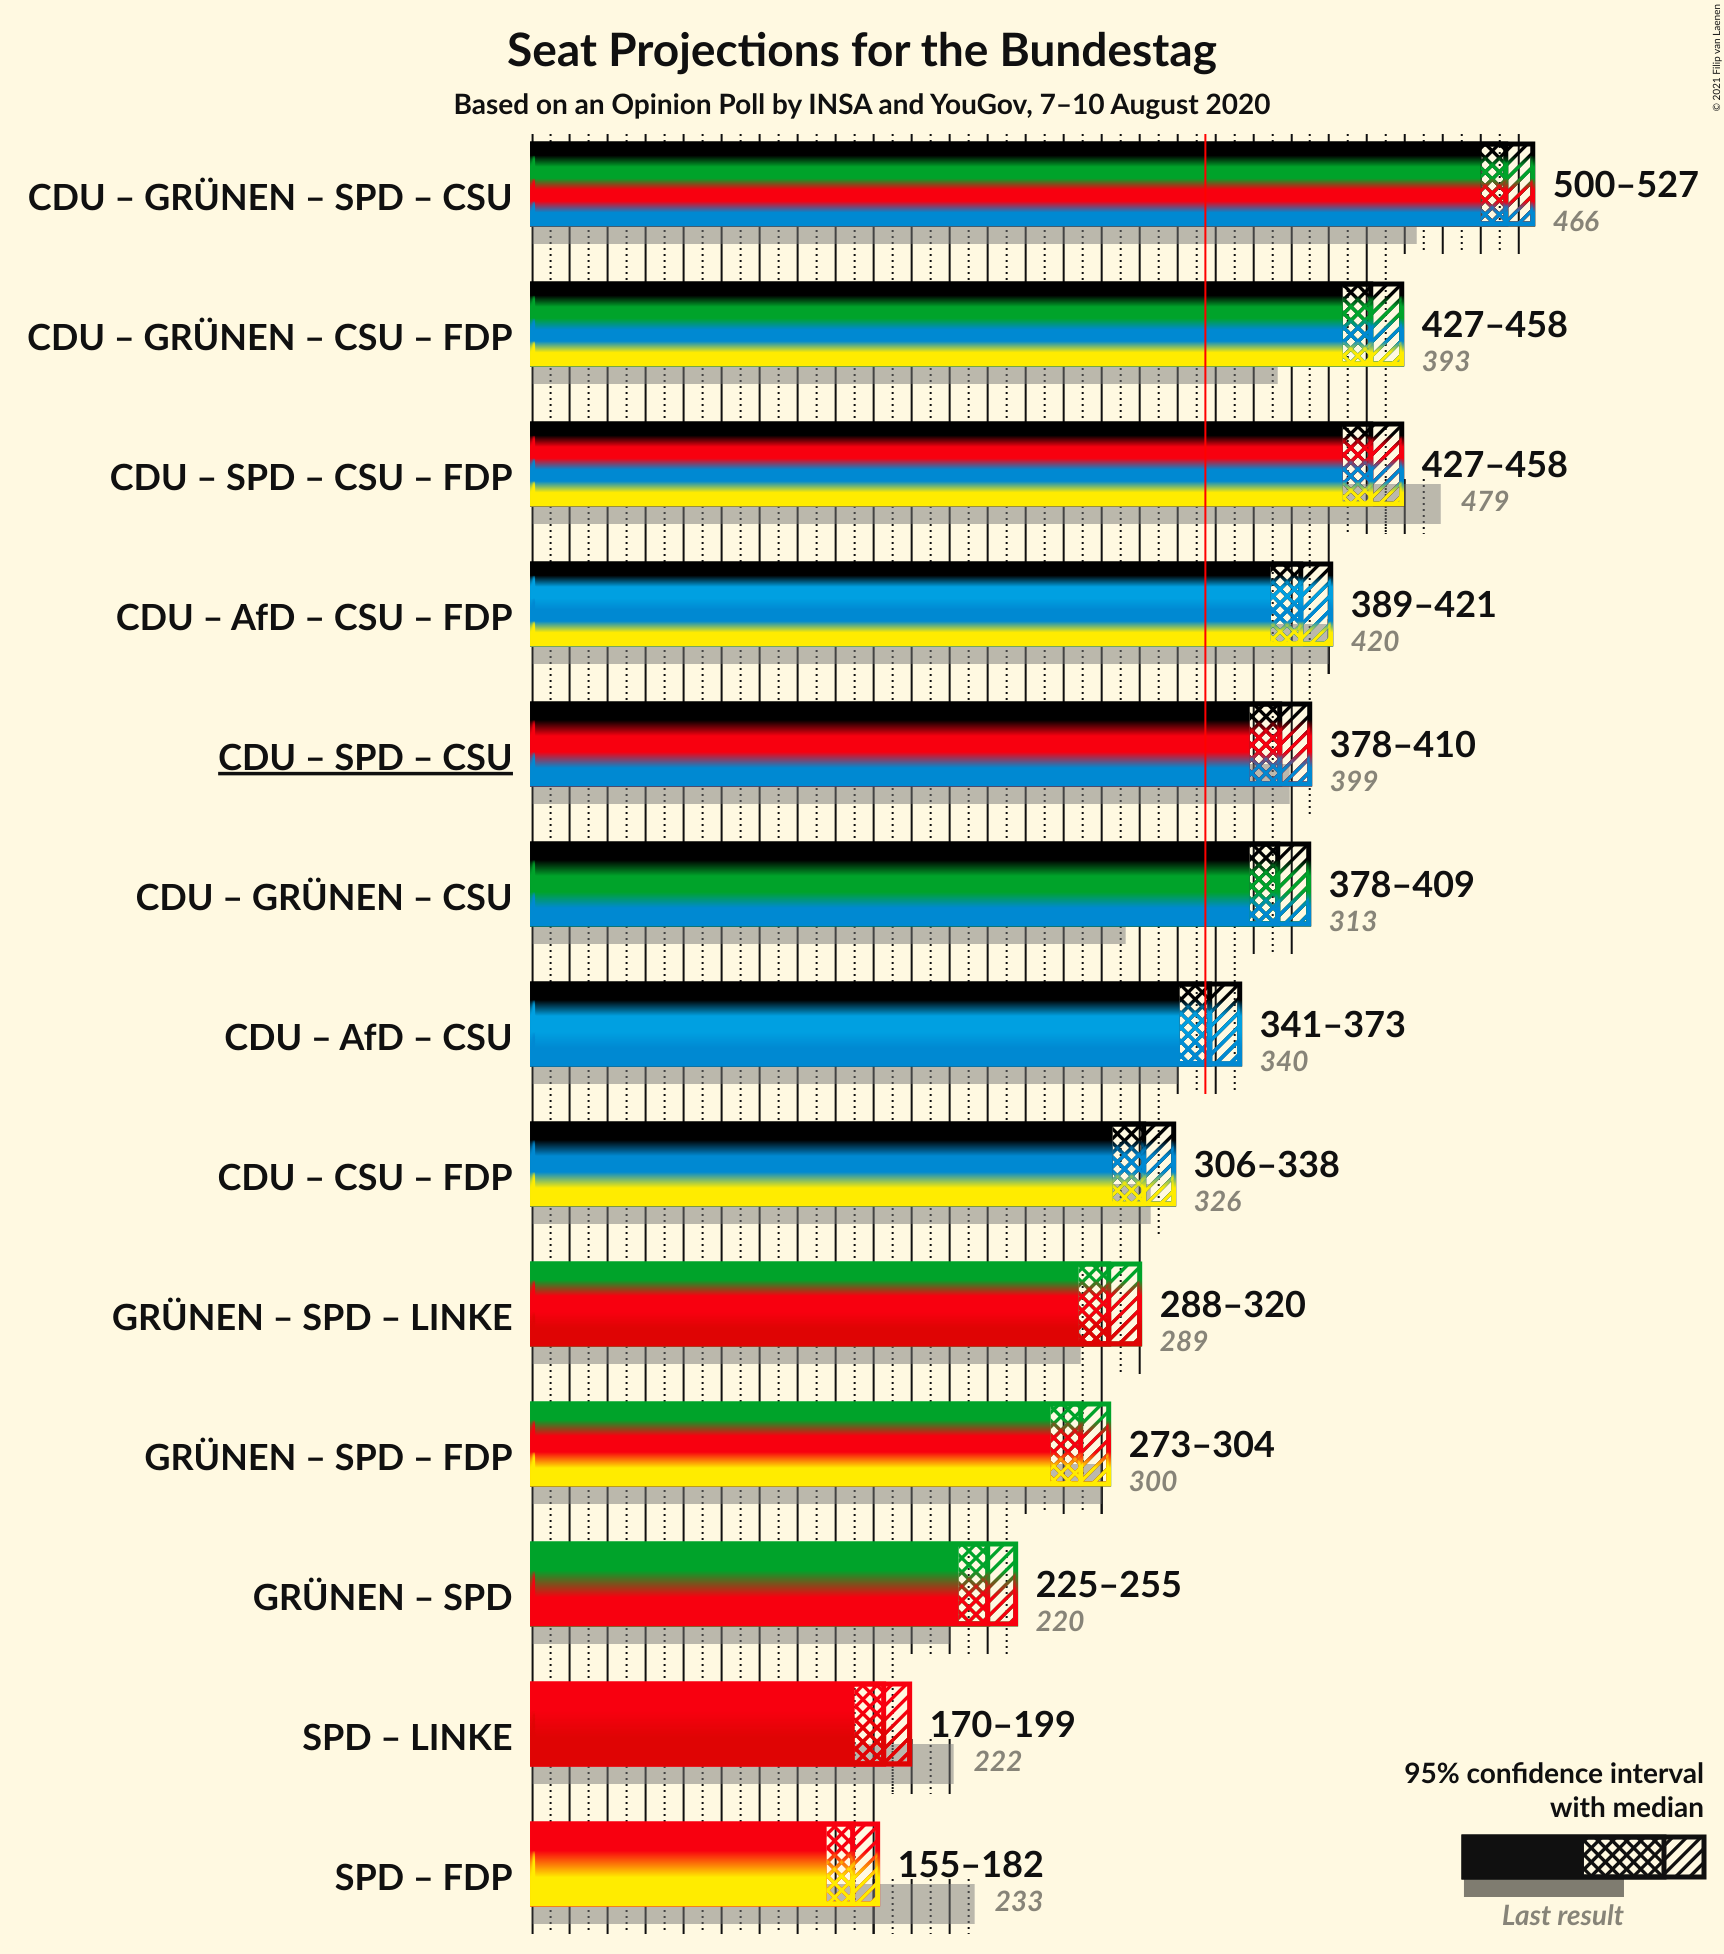 Seat Projections for the Bundestag
Based on an Opinion Poll by INSA and YouGov, 7–10 August 2020
© 2021 Filip van Laenen
CDU – GRÜNEN – SPD – CSU
500–527
466
CDU – GRÜNEN – CSU – FDP
427–458
393
CDU – SPD – CSU – FDP
427–458
479
CDU – AfD – CSU – FDP
389–421
420
CDU – SPD – CSU
378–410
399
CDU – GRÜNEN – CSU
378–409
313
CDU – AfD – CSU
341–373
340
CDU – CSU – FDP
306–338
326
GRÜNEN – SPD – LINKE
288–320
289
GRÜNEN – SPD – FDP
273–304
300
GRÜNEN – SPD
225–255
220
SPD – LINKE
170–199
222
SPD – FDP
155–182
233
95% confidence interval
with median
Last result